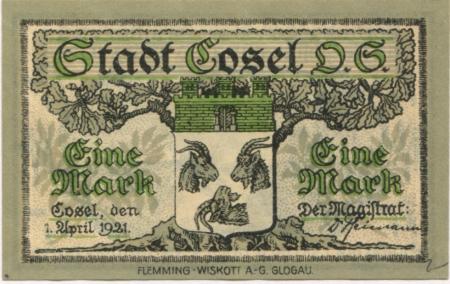 Stadt Cosel O.S.
Eine Mark
Eine Mark
Cosel, den
1. April 1921.
Der Magistrat:
FLEMMING-WISKOTT A.-G. GLOGAU.